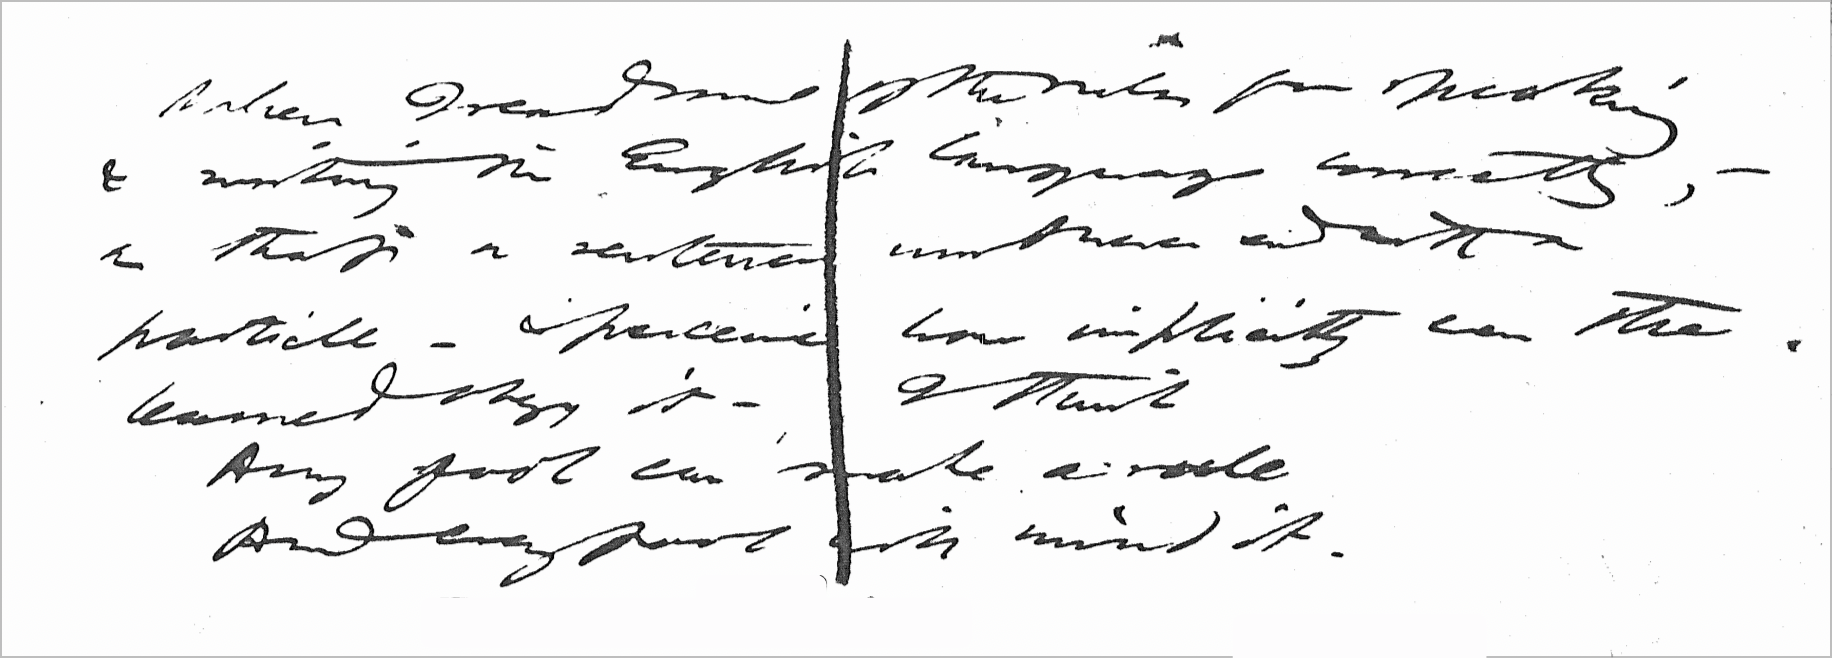 When I read some of the rules for speaking
& writing the English language correctly, –
as that a sentence must never end with a
particle – & perceive how implicitly even the
learned obey it – I think
Any fool can make a rule
And every fool will mind it.